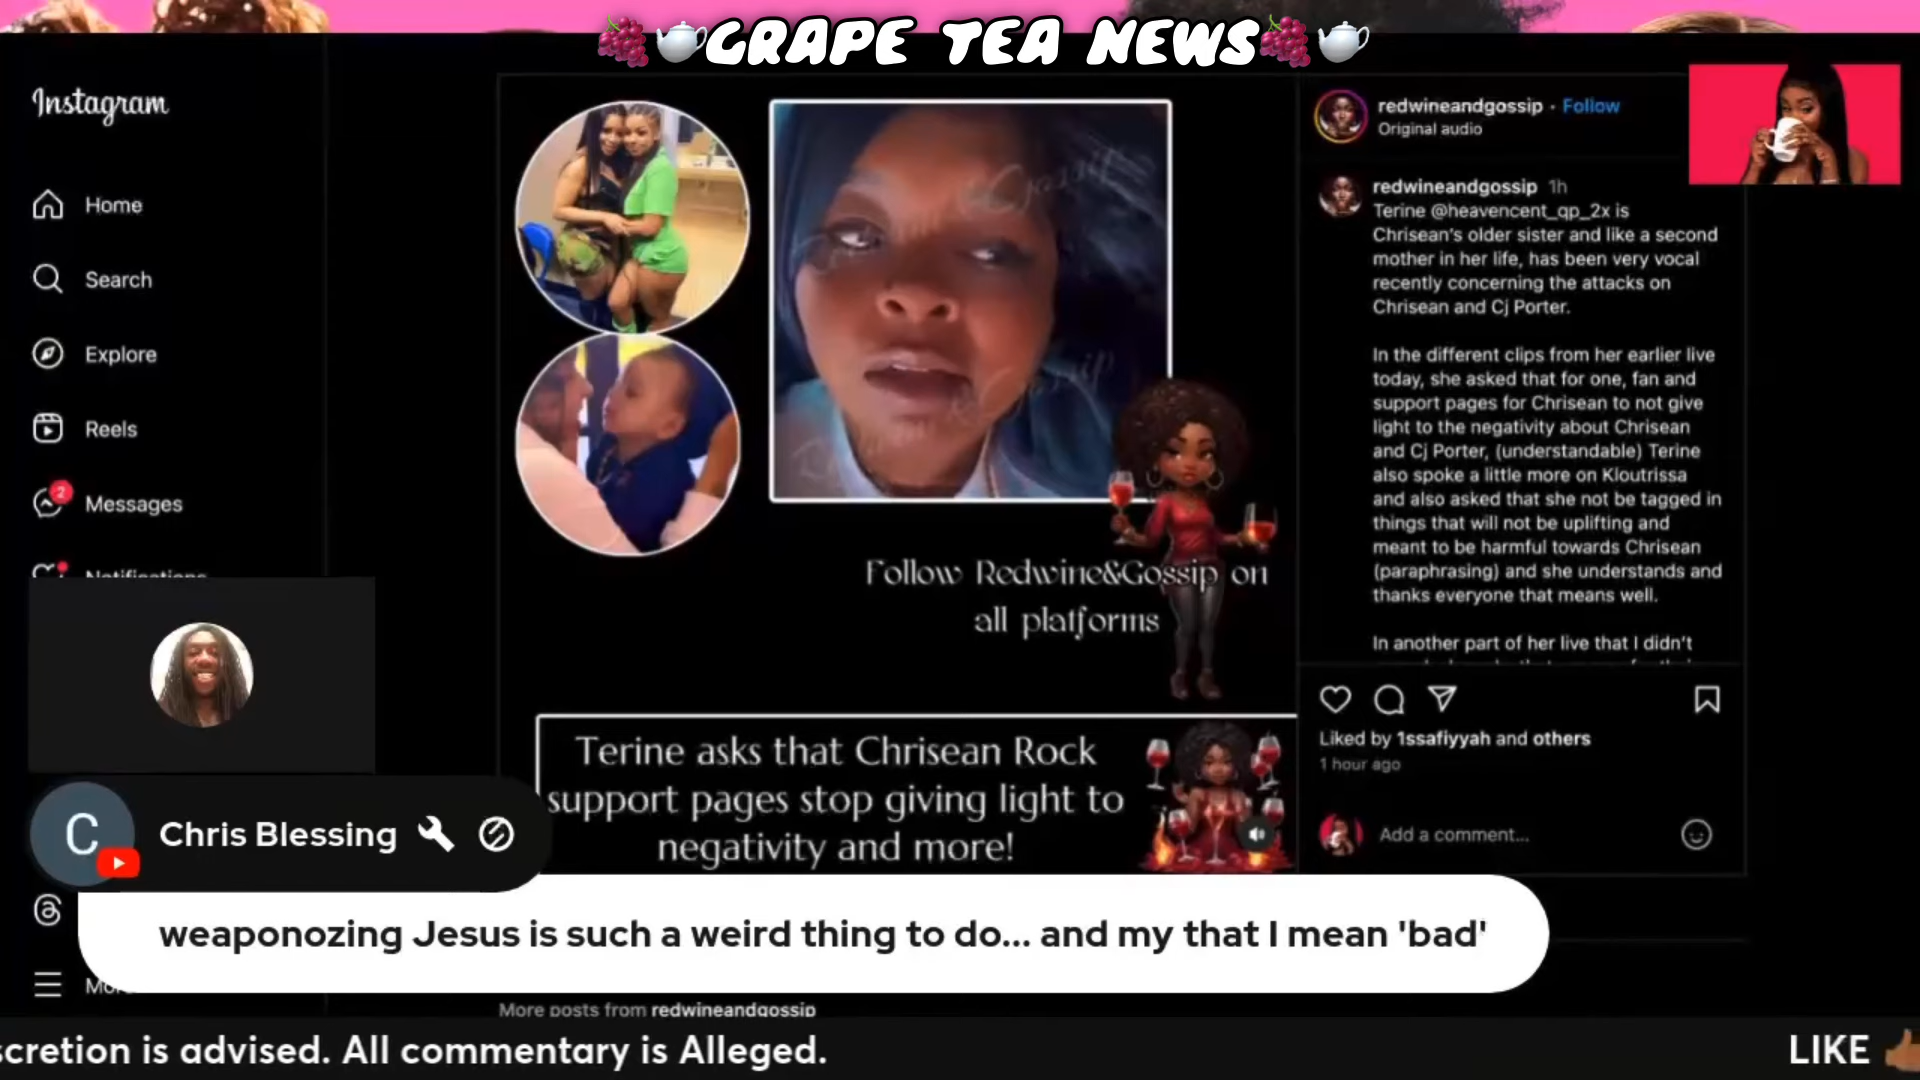 GRAPE TEA NEWS
Instagram
Home
Search
Explore
Reels
2
Messages
Notifications
Follow Redwine&Gossip on
all platforms
Terine asks that Chrisean Rock
support pages stop giving light to
negativity and more!
redwineandgossip · Follow
Original audio
redwineandgossip 1h
Terine @heavencent_qp_2x is
Chrisean's older sister and like a second
mother in her life, has been very vocal
recently concerning the attacks on
Chrisean and Cj Porter.
In the different clips from her earlier live
today, she asked that for one, fan and
support pages for Chrisean to not give
light to the negativity about Chrisean
and Cj Porter, (understandable) Terine
also spoke a little more on Kloutrissa
and also asked that she not be tagged in
things that will not be uplifting and
meant to be harmful towards Chrisean
(paraphrasing) and she understands and
thanks everyone that means well.
In another part of her live that I didn't
Liked by 1ssafiyyah and others
1 hour ago
Add a comment...
C
Chris Blessing
weaponozing Jesus is such a weird thing to do... and my that I mean 'bad'
More posts from redwineandgossip
scretion is advised. All commentary is Alleged.
LIKE